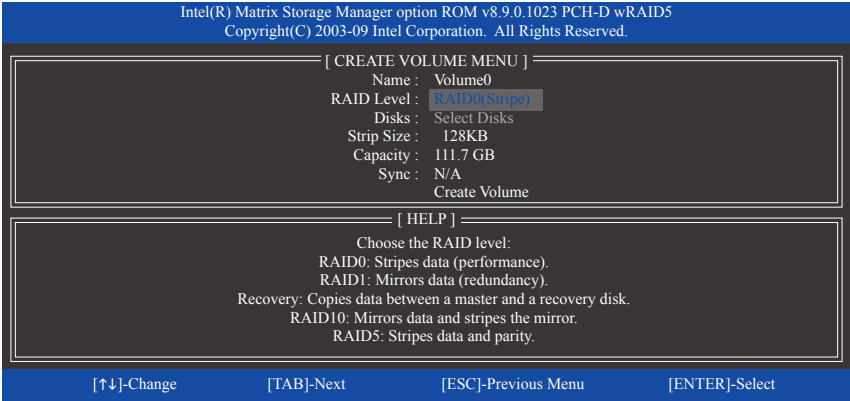 Intel(R) Matrix Storage Manager option ROM v8.9.0.1023 PCH-D wRAID5
Copyright(C) 2003-09 Intel Corporation.  All Rights Reserved.
[ CREATE VOLUME MENU ]
Name : Volume0
RAID Level : RAID0(Stripe)
Disks : Select Disks
Strip Size : 128KB
Capacity : 111.7 GB
Sync : N/A
Create Volume
[ HELP ]
Choose the RAID level:
RAID0: Stripes data (performance).
RAID1: Mirrors data (redundancy).
Recovery: Copies data between a master and a recovery disk.
RAID10: Mirrors data and stripes the mirror.
RAID5: Stripes data and parity.
[↑↓]-Change [TAB]-Next [ESC]-Previous Menu [ENTER]-Select